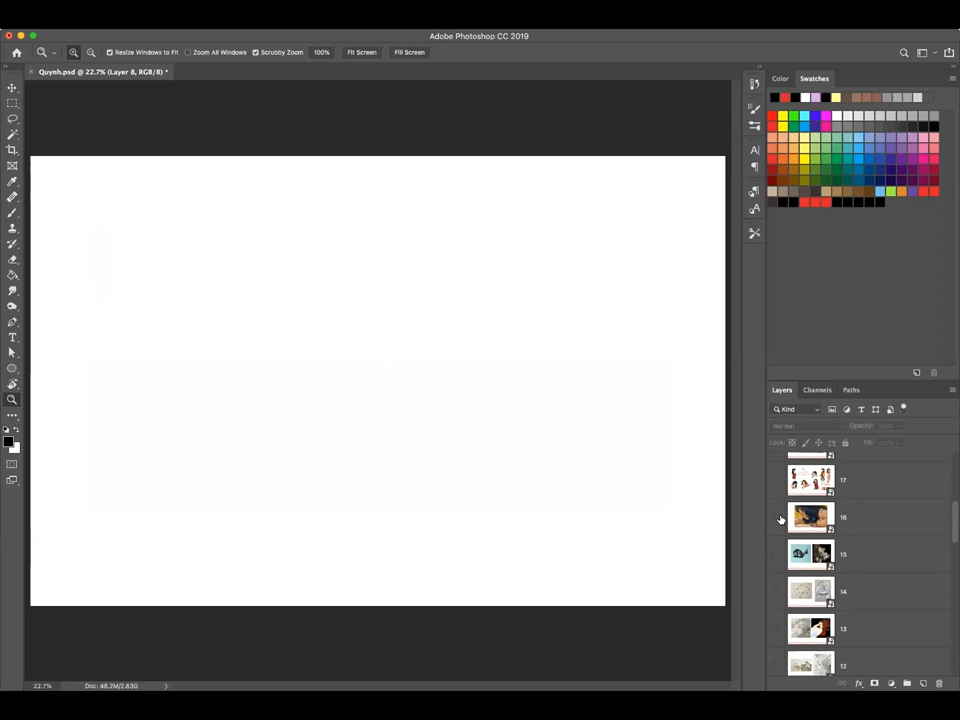 Adobe Photoshop CC 2019
Resize Windows to Fit
Zoom All Windows
Scrubby Zoom
100%
Fit Screen
Fill Screen
Quynh.psd @ 22.7% (Layer 8, RGB/8) *
Color
Swatches
Layers
Channels
Paths
Kind
Normal
Opacity: 100%
Lock:
Fill: 100%
17
16
15
14
13
12
22.7%
Doc: 48.2M/2.83G